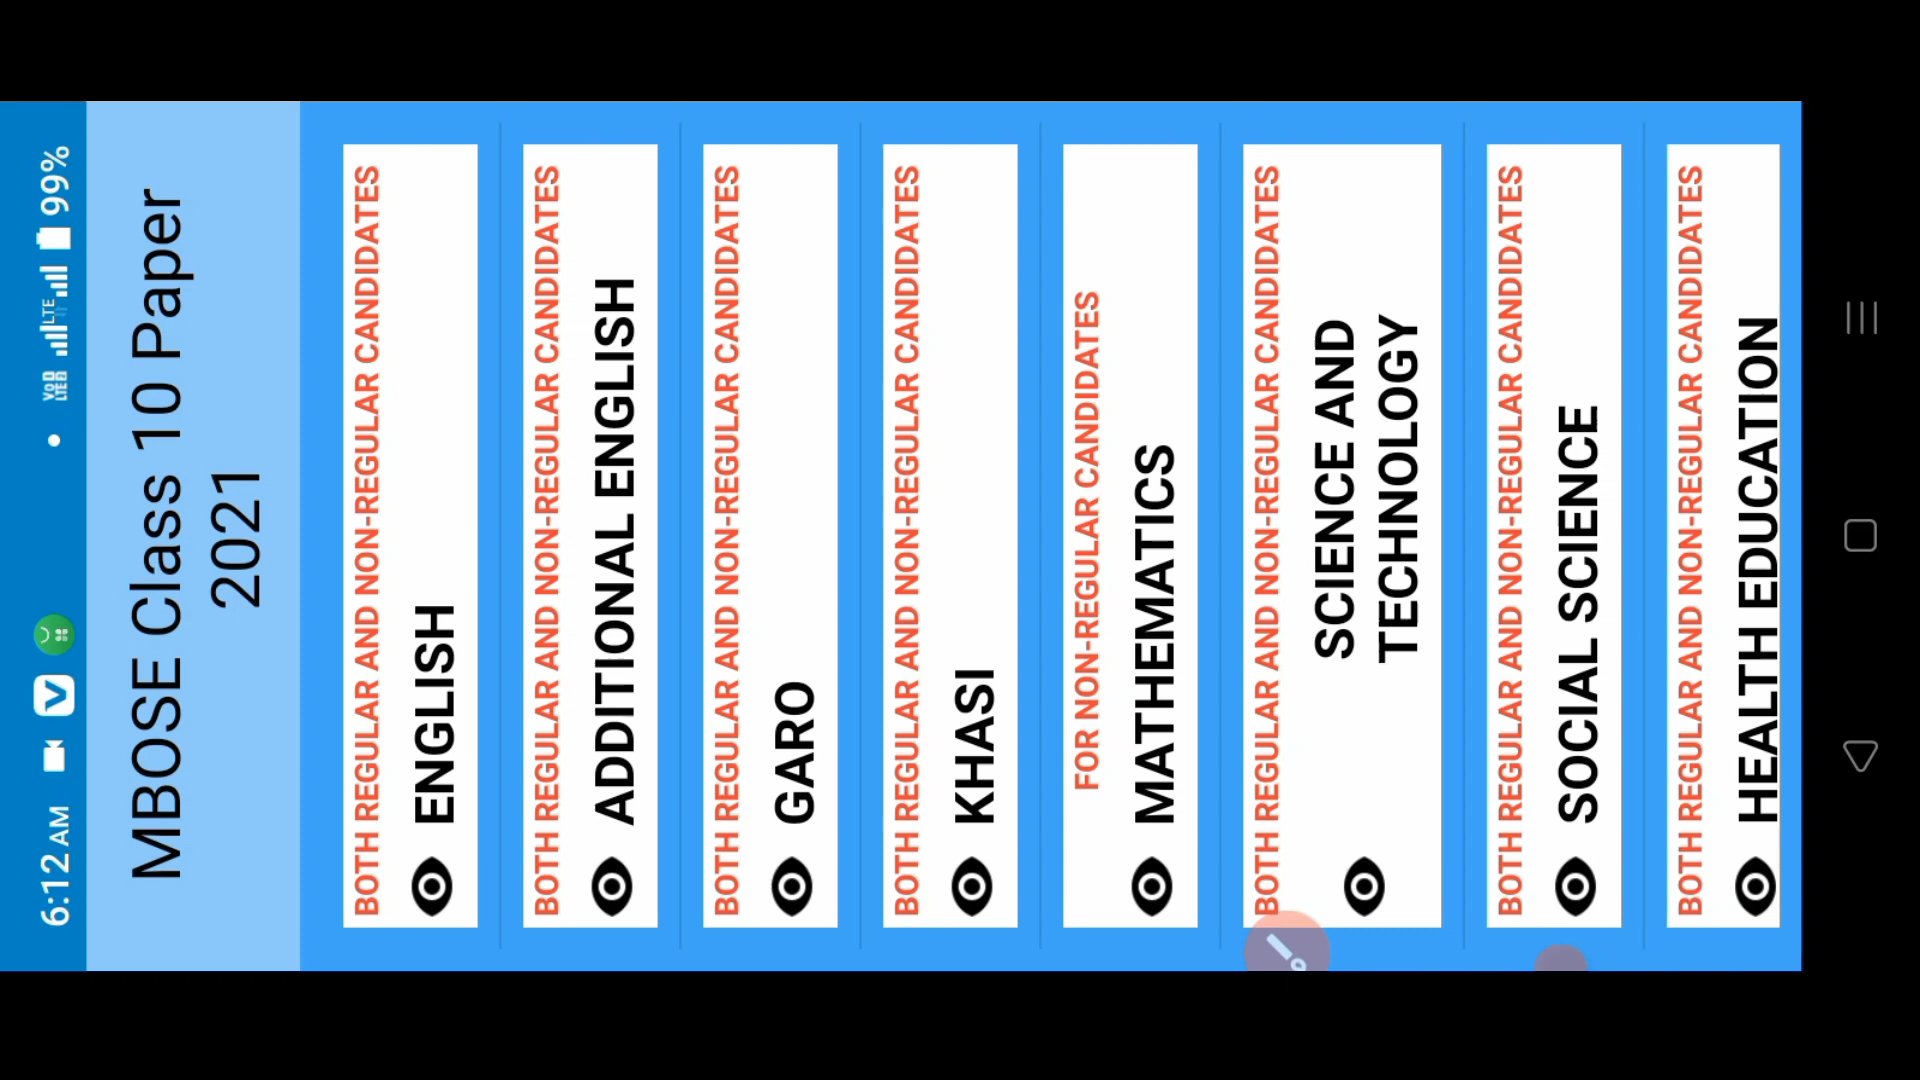 6:12 AM
VoD
LTE2
LTE
99%
MBOSE Class 10 Paper
2021
BOTH REGULAR AND NON-REGULAR CANDIDATES
ENGLISH
BOTH REGULAR AND NON-REGULAR CANDIDATES
ADDITIONAL ENGLISH
BOTH REGULAR AND NON-REGULAR CANDIDATES
GARO
BOTH REGULAR AND NON-REGULAR CANDIDATES
KHASI
FOR NON-REGULAR CANDIDATES
MATHEMATICS
BOTH REGULAR AND NON-REGULAR CANDIDATES
SCIENCE AND
TECHNOLOGY
BOTH REGULAR AND NON-REGULAR CANDIDATES
SOCIAL SCIENCE
BOTH REGULAR AND NON-REGULAR CANDIDATES
HEALTH EDUCATION